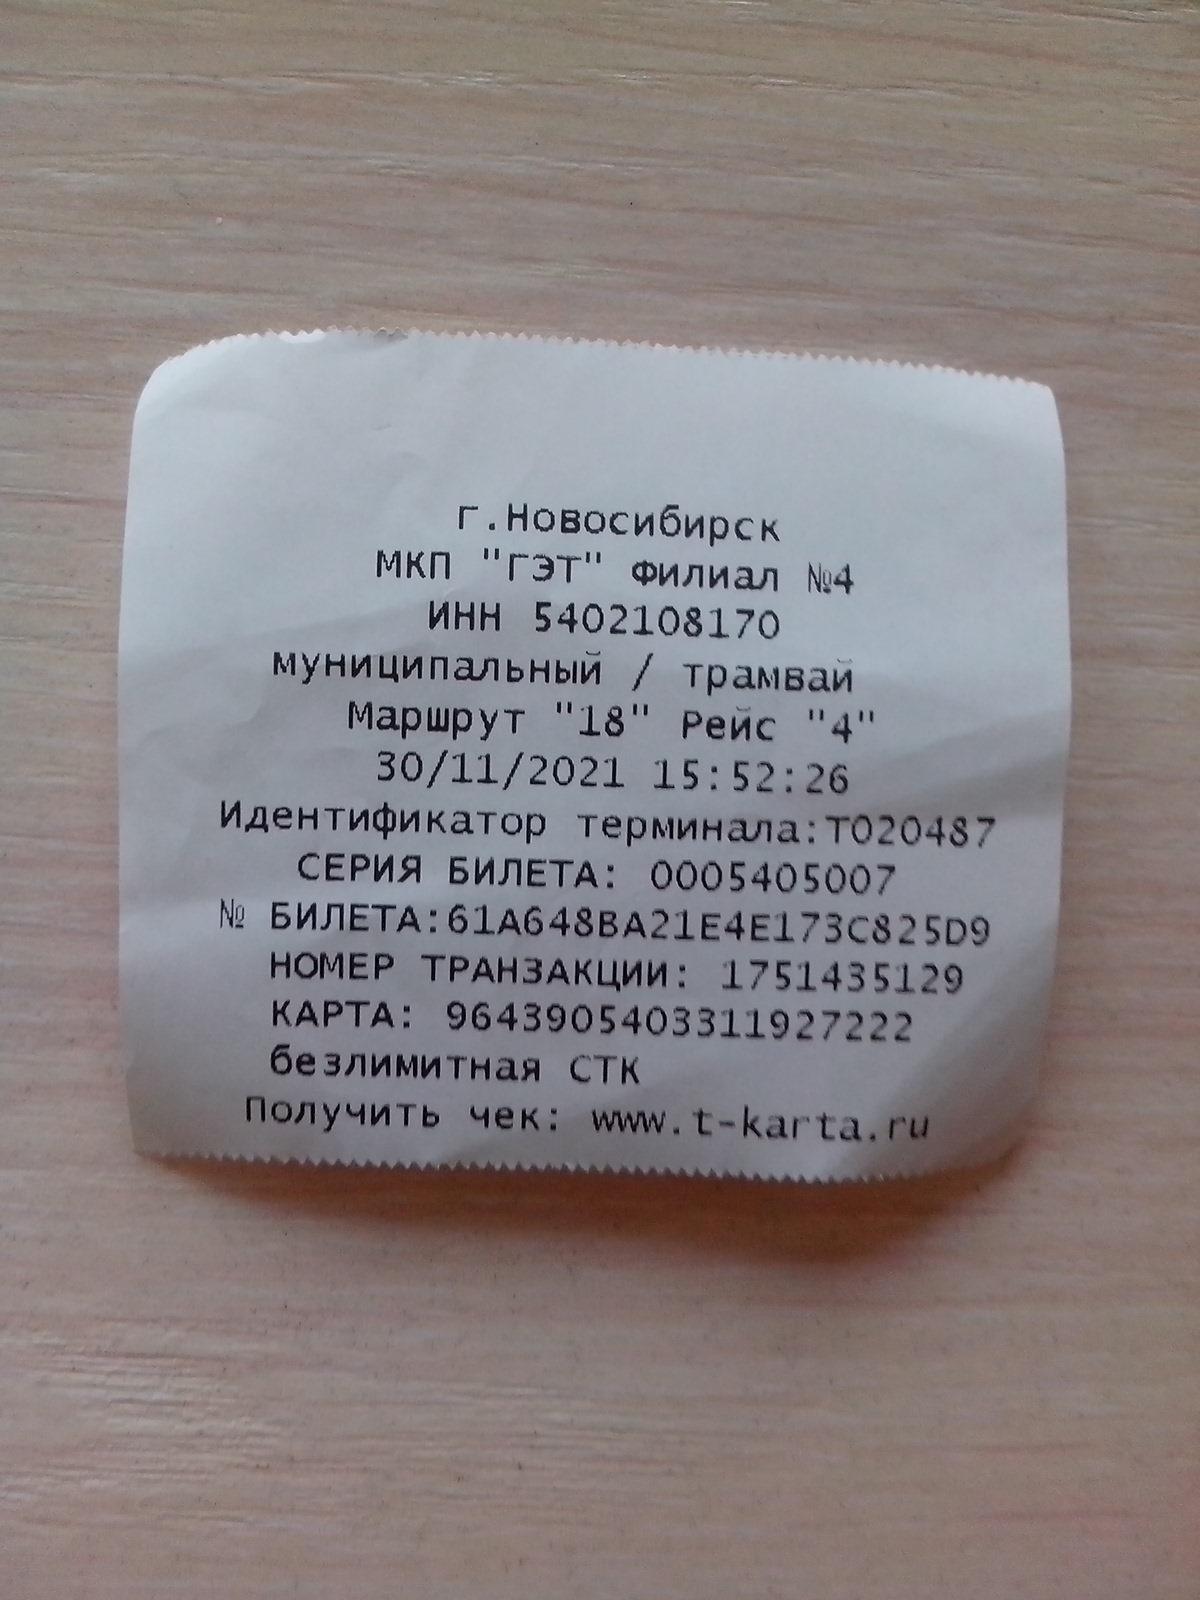 г.Новосибирск
МКП "ГЭТ" Филиал №4
ИНН 5402108170
муниципальный / трамвай
Маршрут "18" Рейс "4"
30/11/2021 15:52:26
Идентификатор терминала:Т020487
СЕРИЯ БИЛЕТА: 0005405007
№ БИЛЕТА:61A648BA21E4E173C825D9
НОМЕР ТРАНЗАКЦИИ: 1751435129
КАРТА: 9643905403311927222
безлимитная СТК
Получить чек: www.t-karta.ru